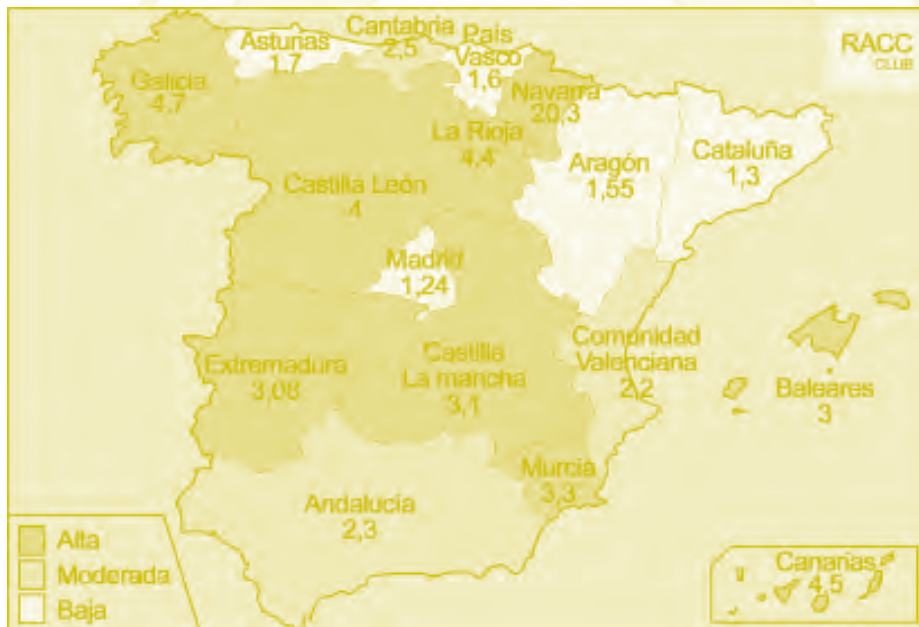 Cantabria
2,5
País
Vasco
1,6
Asturias
1,7
RACC
CLUB
Galicia
4,7
Navarra
20,3
La Rioja
4,4
Aragón
1,55
Cataluña
1,3
Castilla León
4
Madrid
1,24
Comunidad
Valenciana
2,2
Extremadura
3,08
Castilla
La mancha
3,1
Baleares
3
Murcia
3,3
Andalucía
2,3
Alta
Moderada
Baja
Canarias
4,5